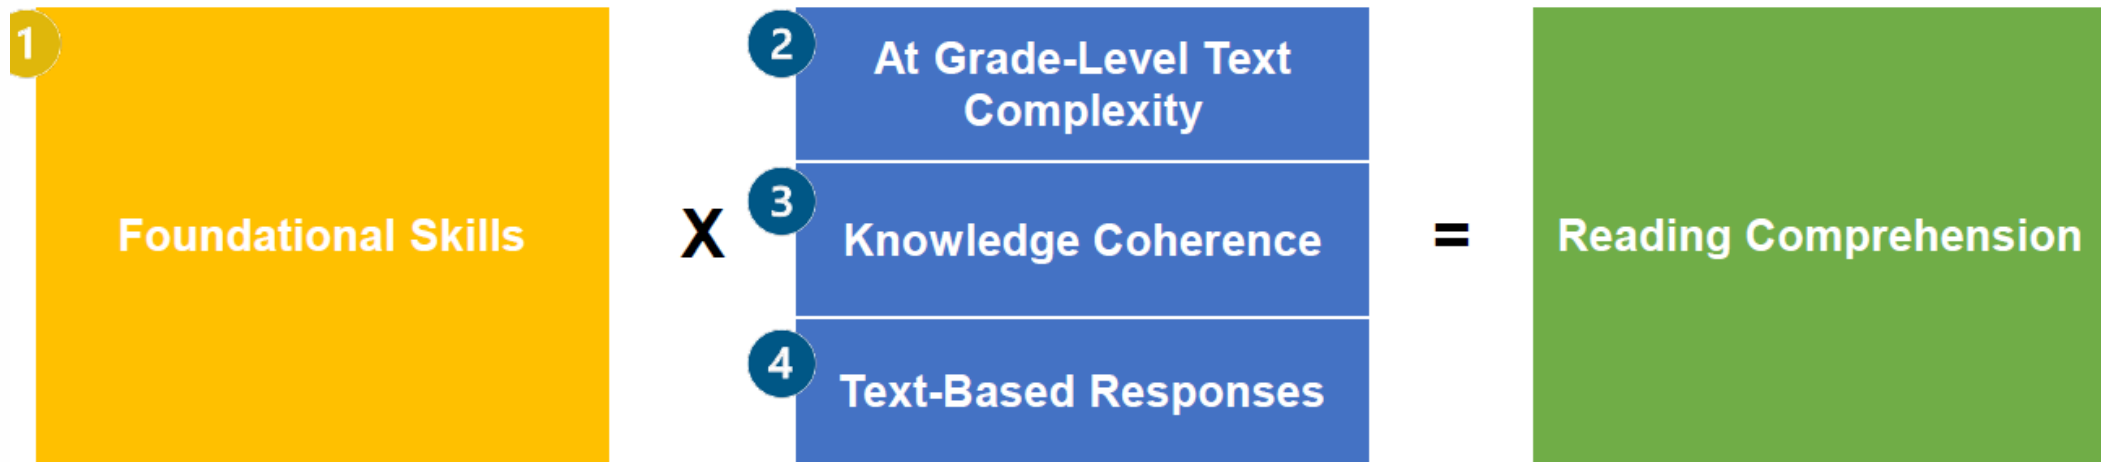 1
Foundational Skills
X
2
At Grade-Level Text
Complexity
3
Knowledge Coherence
4
Text-Based Responses
=
Reading Comprehension